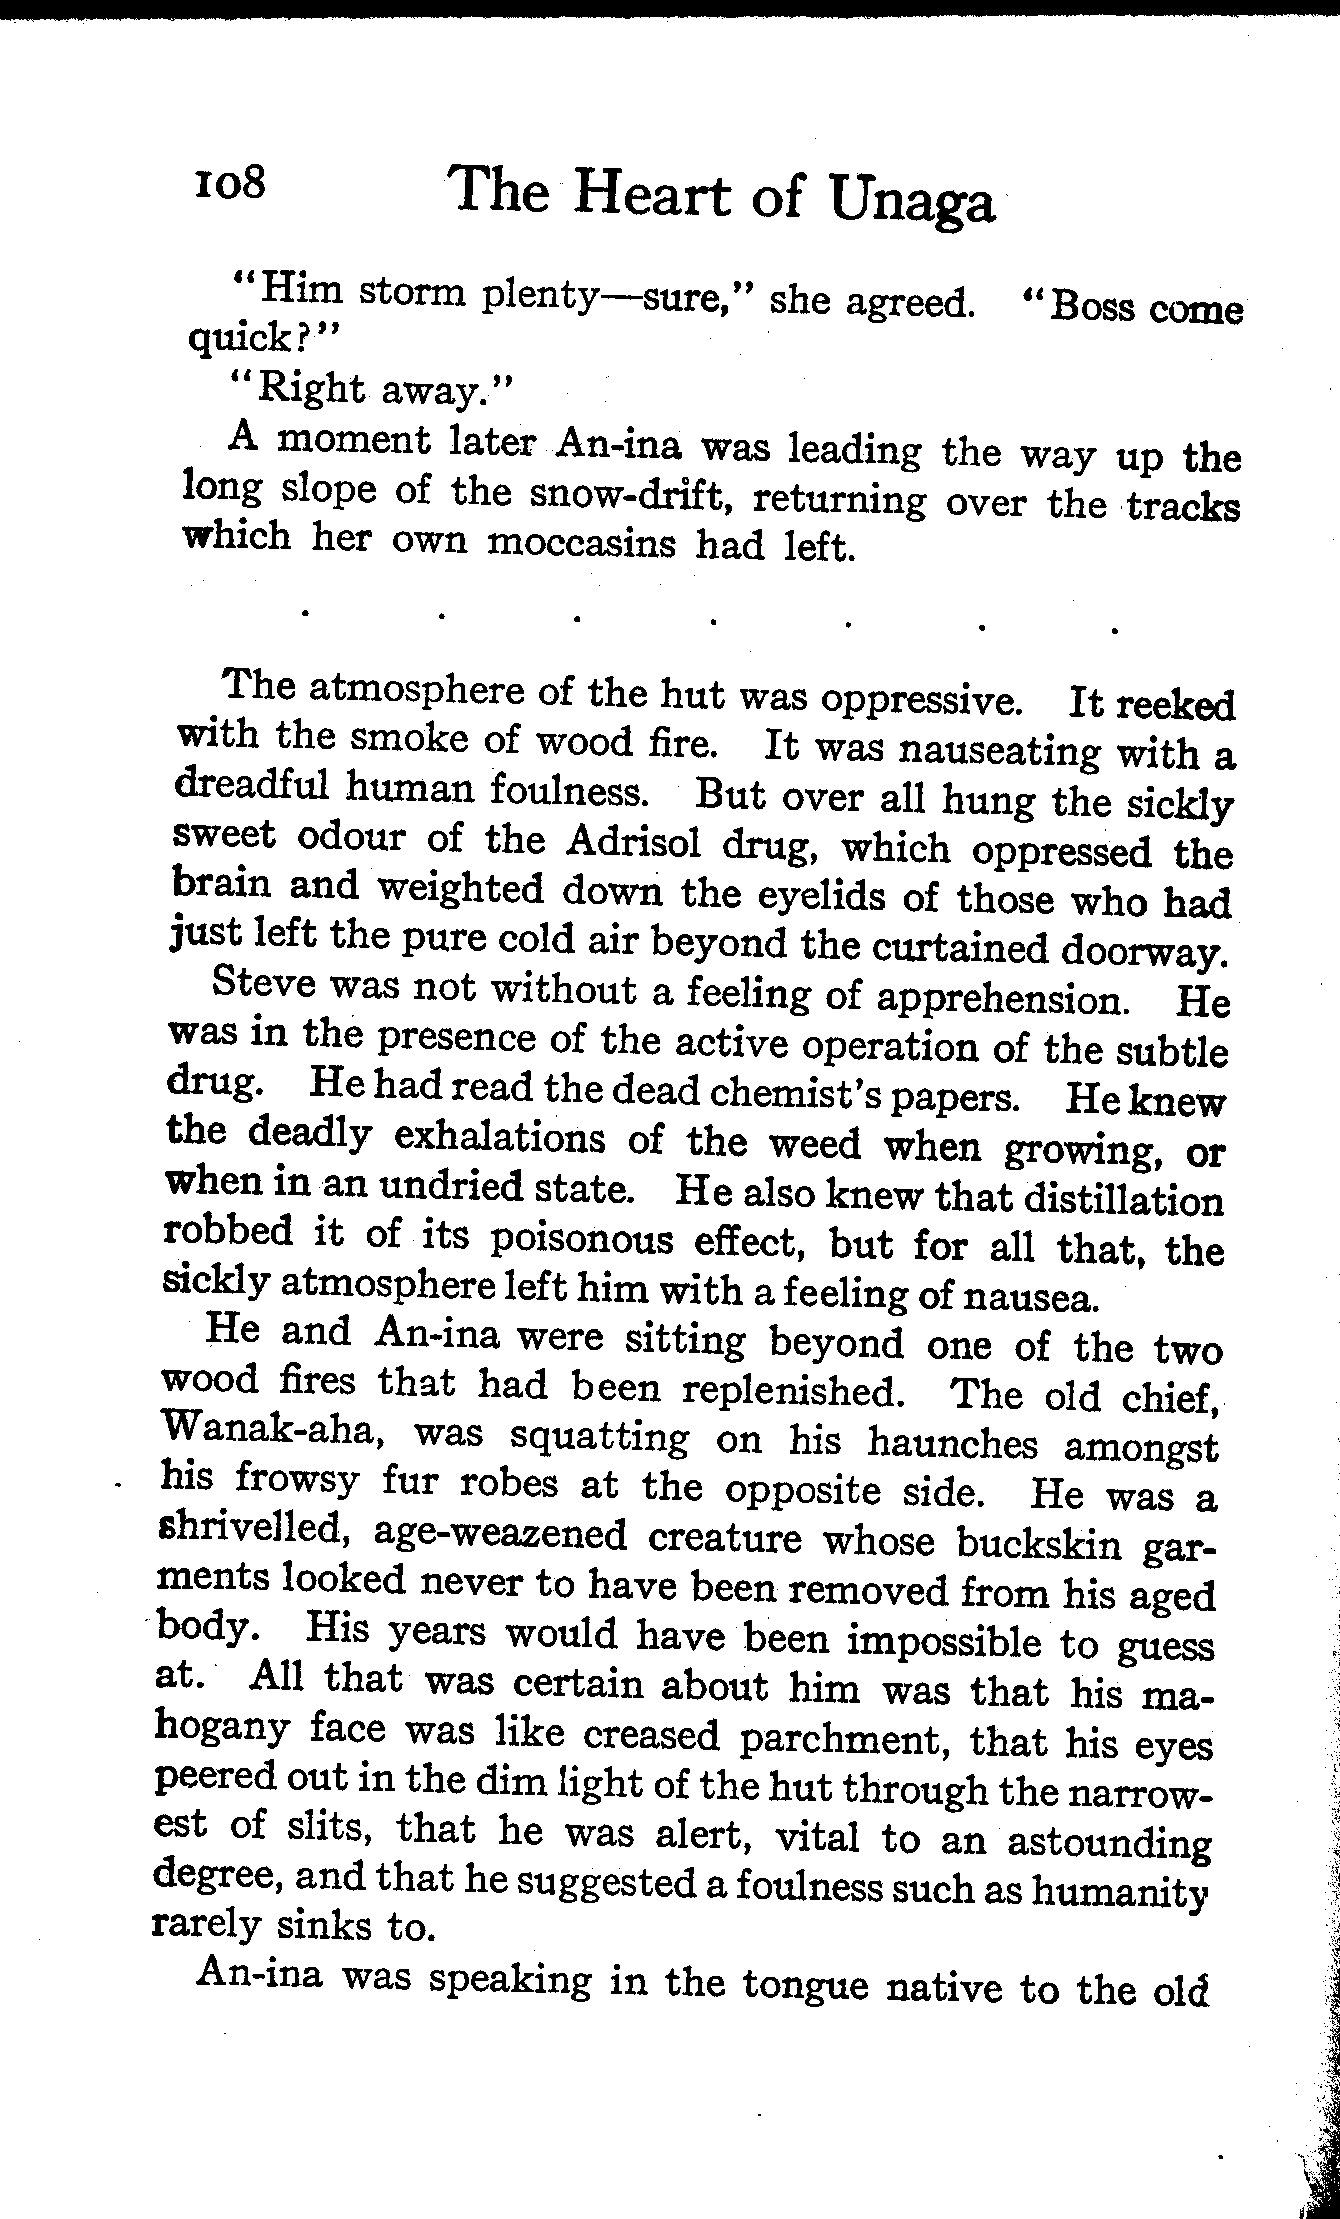 108 The Heart of Unaga
"Him storm plenty—sure," she agreed. "Boss come
quick?"
"Right away."
A moment later An-ina was leading the way up the
long slope of the snow-drift, returning over the tracks
which her own moccasins had left.
. . . . . . .
The atmosphere of the hut was oppressive. It reeked
with the smoke of wood fire. It was nauseating with a
dreadful human foulness. But over all hung the sickly
sweet odour of the Adrisol drug, which oppressed the
brain and weighted down the eyelids of those who had
just left the pure cold air beyond the curtained doorway.
Steve was not without a feeling of apprehension. He
was in the presence of the active operation of the subtle
drug. He had read the dead chemist's papers. He knew
the deadly exhalations of the weed when growing, or
when in an undried state. He also knew that distillation
robbed it of its poisonous effect, but for all that, the
sickly atmosphere left him with a feeling of nausea.
He and An-ina were sitting beyond one of the two
wood fires that had been replenished. The old chief,
Wanak-aha, was squatting on his haunches amongst
his frowsy fur robes at the opposite side. He was a
shrivelled, age-weazened creature whose buckskin gar-
ments looked never to have been removed from his aged
body. His years would have been impossible to guess
at. All that was certain about him was that his ma-
hogany face was like creased parchment, that his eyes
peered out in the dim light of the hut through the narrow-
est of slits, that he was alert, vital to an astounding
degree, and that he suggested a foulness such as humanity
rarely sinks to.
An-ina was speaking in the tongue native to the old